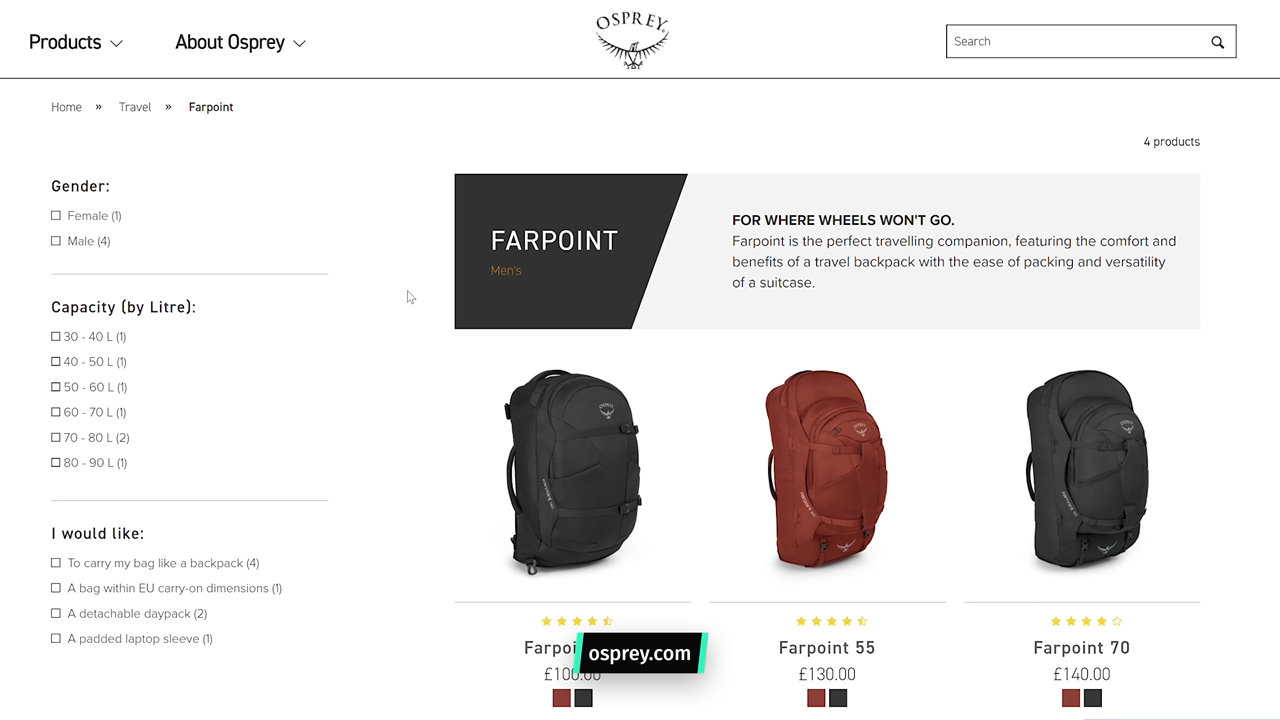 Products
About Osprey
OSPREY
Search
Home » Travel » Farpoint
4 products
Gender:
Female (1)
Male (4)
Capacity (by Litre):
30 - 40 L (1)
40 - 50 L (1)
50 - 60 L (1)
60 - 70 L (1)
70 - 80 L (2)
80 - 90 L (1)
I would like:
To carry my bag like a backpack (4)
A bag within EU carry-on dimensions (1)
A detachable daypack (2)
A padded laptop sleeve (1)
FARPOINT
Men's
FOR WHERE WHEELS WON'T GO.
Farpoint is the perfect travelling companion, featuring the comfort and
benefits of a travel backpack with the ease of packing and versatility
of a suitcase.
OSPREY
OSPREY
OSPREY
£100.00
osprey.com
Farpoint 55
£130.00
Farpoint 70
£140.00